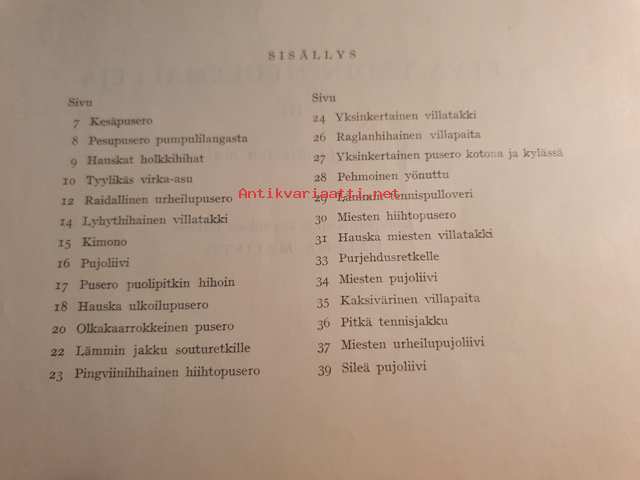 SISÄLLYS
Sivu
7 Kesäpusero
8 Pesupusero pumpulilangasta
9 Hauskat holkkihihat
10 Tyylikäs virka-asu
12 Raidallinen urheilupusero
14 Lyhythihainen villatakki
15 Kimono
16 Pujoliivi
17 Pusero puolipitkin hihoin
18 Hauska ulkoilupusero
20 Olkakaarrokkeinen pusero
22 Lämmin jakku souturetkille
23 Pingviinihihainen hiihtopusero
Sivu
24 Yksinkertainen villatakki
26 Raglanhihainen villapaita
27 Yksinkertainen pusero kotona ja kylässä
28 Pehmoinen yönuttu
Antikvariaatti.net
29 Lämmin tennispulloveri
30 Miesten hiihtopusero
31 Hauska miesten villatakki
33 Purjehdusretkelle
34 Miesten pujoliivi
35 Kaksivärinen villapaita
36 Pitkä tennisjakku
37 Miesten urheilupujoliivi
39 Sileä pujoliivi